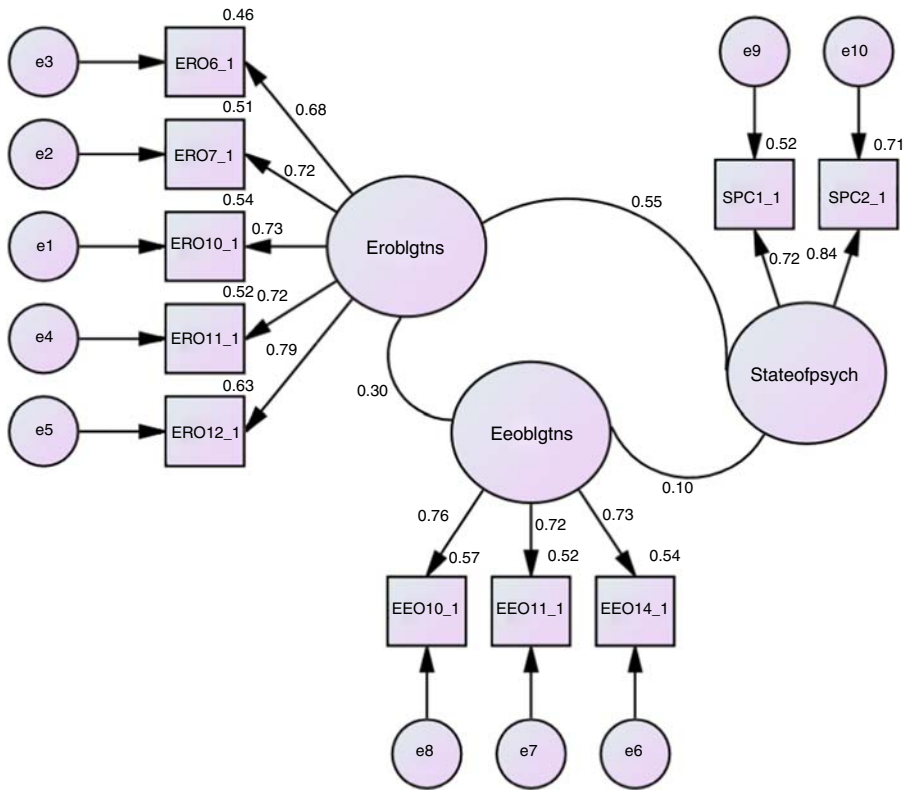 0.46
e3
ERO6_1
0.68
0.51
e2
ERO7_1
0.72
0.54
e1
ERO10_1
0.73
Eroblgtns
0.52
0.72
e4
ERO11_1
0.79
0.63
e5
ERO12_1
0.30
0.55
e9
e10
0.52
0.71
SPC1_1
SPC2_1
0.72
0.84
Stateofpsych
Eeoblgtns
0.10
0.76
0.72
0.73
0.57
0.52
0.54
EEO10_1
EEO11_1
EEO14_1
e8
e7
e6